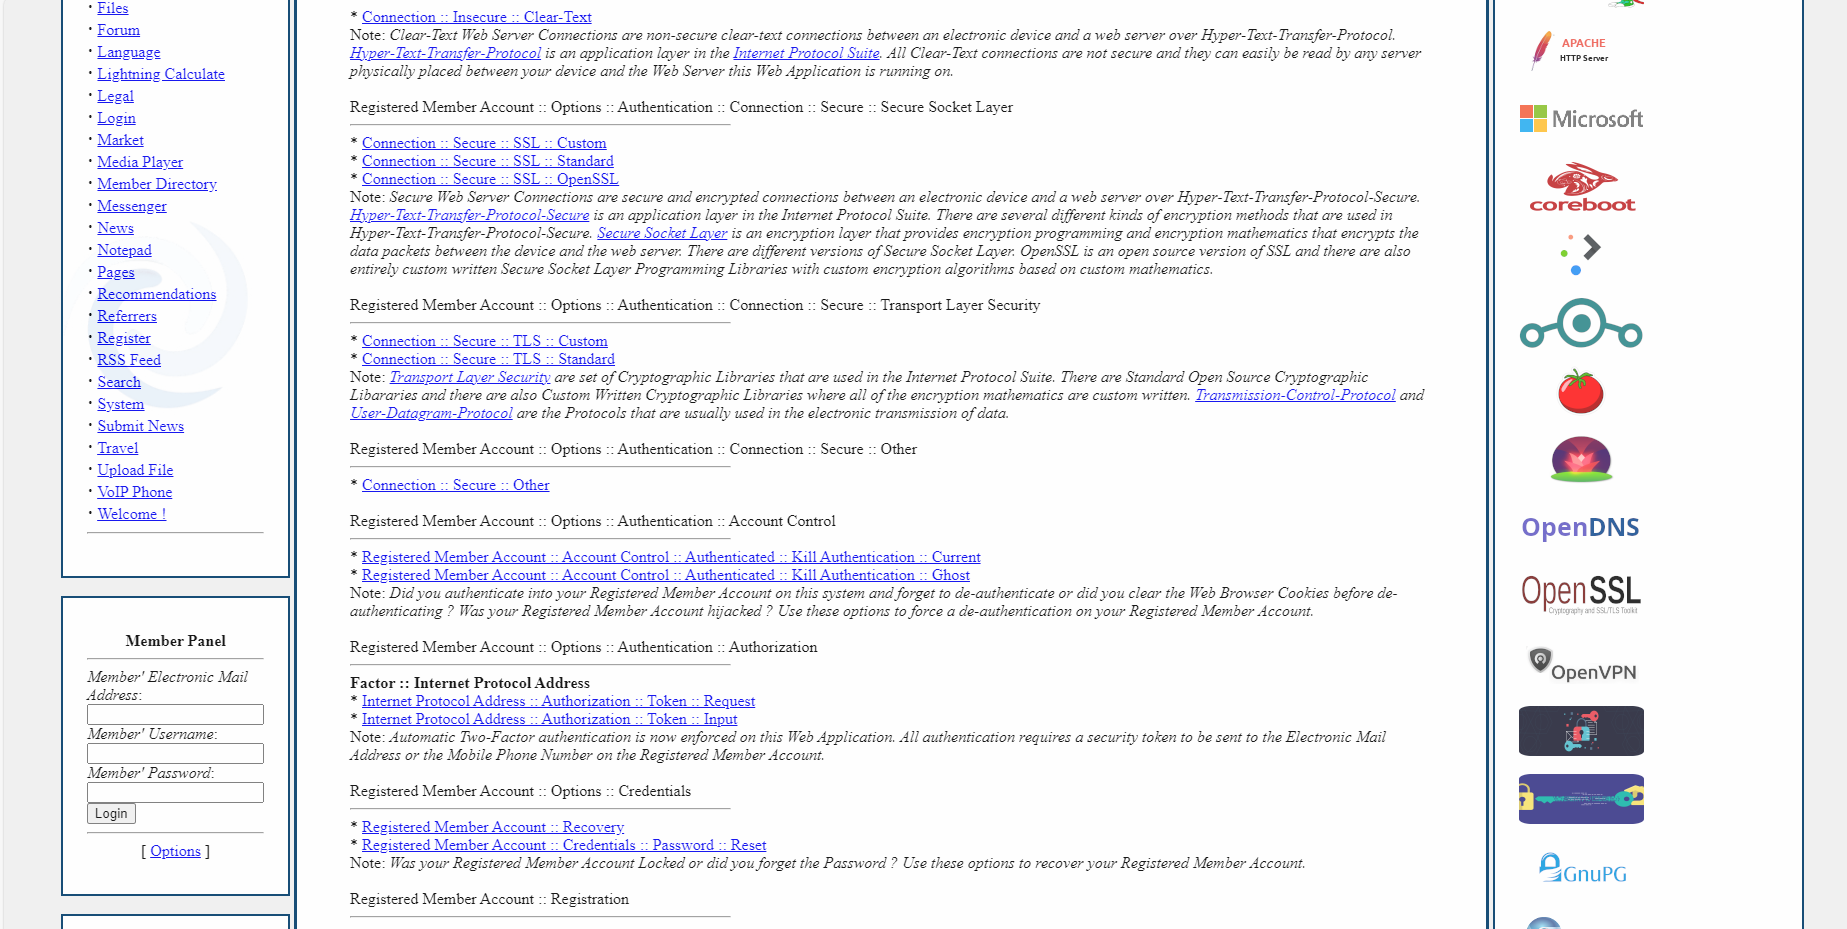 · Files
· Forum
· Language
· Lightning Calculate
· Legal
· Login
· Market
· Media Player
· Member Directory
· Messenger
· News
· Notepad
· Pages
· Recommendations
· Referrers
· Register
· RSS Feed
· Search
· System
· Submit News
· Travel
· Upload File
· VoIP Phone
· Welcome !
Member Panel
Member' Electronic Mail
Address:
Member' Username:
Member' Password:
Login
[ Options ]
* Connection :: Insecure :: Clear-Text
Note: Clear-Text Web Server Connections are non-secure clear-text connections between an electronic device and a web server over Hyper-Text-Transfer-Protocol.
Hyper-Text-Transfer-Protocol is an application layer in the Internet Protocol Suite. All Clear-Text connections are not secure and they can easily be read by any server
physically placed between your device and the Web Server this Web Application is running on.
Registered Member Account :: Options :: Authentication :: Connection :: Secure :: Secure Socket Layer
* Connection :: Secure :: SSL :: Custom
* Connection :: Secure :: SSL :: Standard
* Connection :: Secure :: SSL :: OpenSSL
Note: Secure Web Server Connections are secure and encrypted connections between an electronic device and a web server over Hyper-Text-Transfer-Protocol-Secure.
Hyper-Text-Transfer-Protocol-Secure is an application layer in the Internet Protocol Suite. There are several different kinds of encryption methods that are used in
Hyper-Text-Transfer-Protocol-Secure. Secure Socket Layer is an encryption layer that provides encryption programming and encryption mathematics that encrypts the
data packets between the device and the web server. There are different versions of Secure Socket Layer. OpenSSL is an open source version of SSL and there are also
entirely custom written Secure Socket Layer Programming Libraries with custom encryption algorithms based on custom mathematics.
Registered Member Account :: Options :: Authentication :: Connection :: Secure :: Transport Layer Security
* Connection :: Secure :: TLS :: Custom
* Connection :: Secure :: TLS :: Standard
Note: Transport Layer Security are set of Cryptographic Libraries that are used in the Internet Protocol Suite. There are Standard Open Source Cryptographic
Libararies and there are also Custom Written Cryptographic Libraries where all of the encryption mathematics are custom written. Transmission-Control-Protocol and
User-Datagram-Protocol are the Protocols that are usually used in the electronic transmission of data.
Registered Member Account :: Options :: Authentication :: Connection :: Secure :: Other
* Connection :: Secure :: Other
Registered Member Account :: Options :: Authentication :: Account Control
* Registered Member Account :: Account Control :: Authenticated :: Kill Authentication :: Current
* Registered Member Account :: Account Control :: Authenticated :: Kill Authentication :: Ghost
Note: Did you authenticate into your Registered Member Account on this system and forget to de-authenticate or did you clear the Web Browser Cookies before de-
authenticating ? Was your Registered Member Account hijacked ? Use these options to force a de-authentication on your Registered Member Account.
Registered Member Account :: Options :: Authentication :: Authorization
Factor :: Internet Protocol Address
* Internet Protocol Address :: Authorization :: Token :: Request
* Internet Protocol Address :: Authorization :: Token :: Input
Note: Automatic Two-Factor authentication is now enforced on this Web Application. All authentication requires a security token to be sent to the Electronic Mail
Address or the Mobile Phone Number on the Registered Member Account.
Registered Member Account :: Options :: Credentials
* Registered Member Account :: Recovery
* Registered Member Account :: Credentials :: Password :: Reset
Note: Was your Registered Member Account Locked or did you forget the Password ? Use these options to recover your Registered Member Account.
Registered Member Account :: Registration
APACHE
HTTP Server
Microsoft
coreboot
OpenDNS
OpenSSL
Cryptography and SSL/TLS Toolkit
OpenVPN
GnuPG